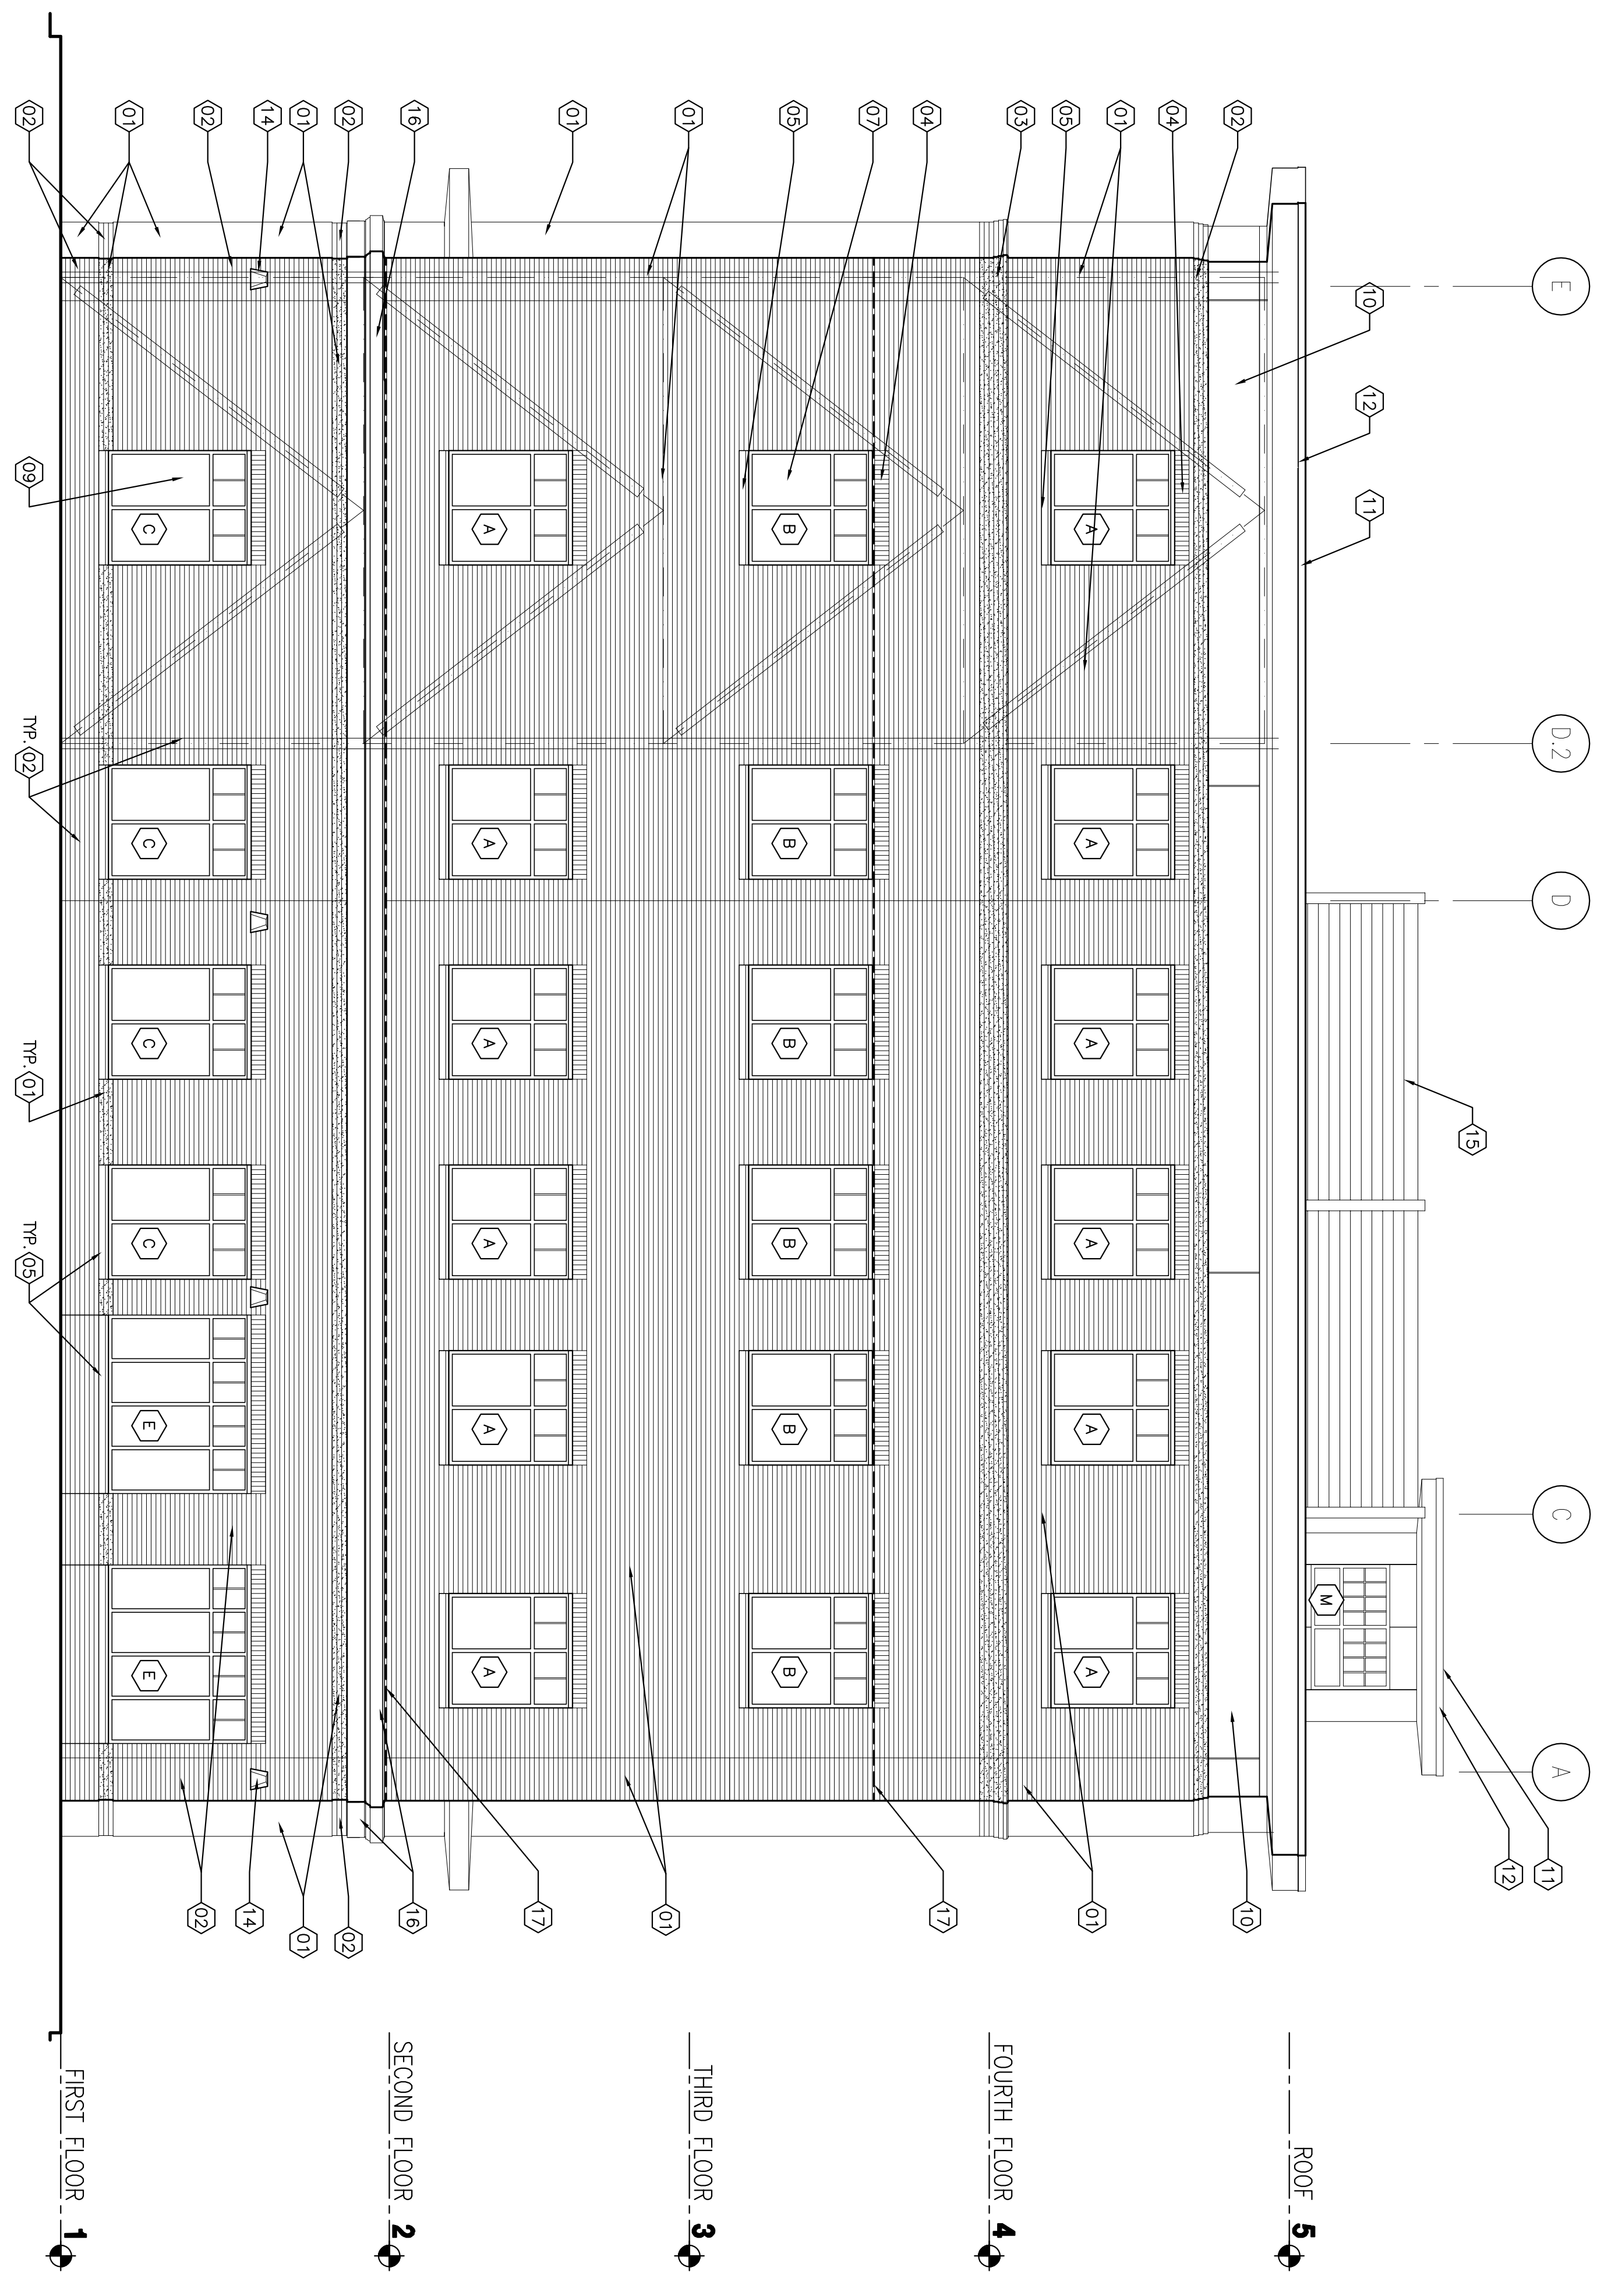 E D.2 D C A
11
12
15
10 12 11
M
ROOF 5
02 10
04
01
A A A A A A 01
05
03
FOURTH FLOOR 4
17
04
07
05
B B B B B B
THIRD FLOOR 3
01 01
01
17
A A A A A A
16 16
SECOND FLOOR 2
02 02
01 01
14 14
02 02
C C C C E E
01
FIRST FLOOR 1
02 09 TYP. 02 TYP. 01 TYP. 05